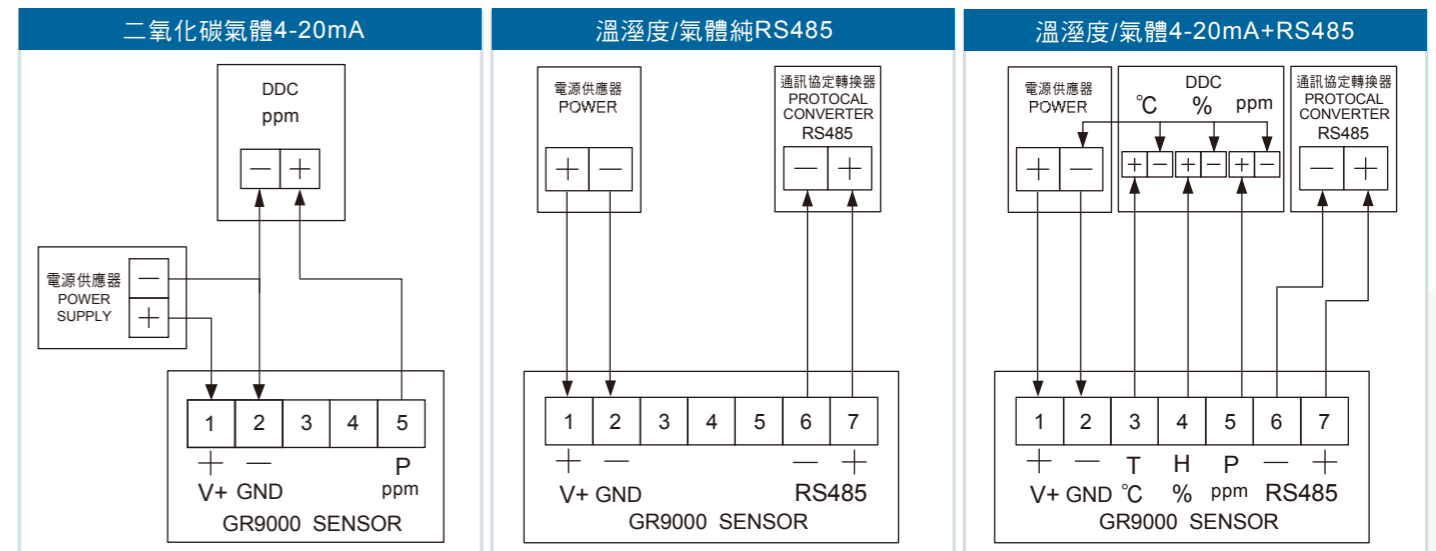 二氧化碳氣體4-20mA
DDC
ppm
− +
電源供應器
POWER
SUPPLY
−
+
1 2 3 4 5
+ − P
V+ GND ppm
GR9000 SENSOR
溫溼度/氣體純RS485
電源供應器
POWER
+ −
通訊協定轉換器
PROTOCAL
CONVERTER
RS485
− +
1 2 3 4 5 6 7
+ − − +
V+ GND RS485
GR9000 SENSOR
溫溼度/氣體4-20mA+RS485
電源供應器
POWER
+ −
DDC
℃ % ppm
+ − + − + −
通訊協定轉換器
PROTOCAL
CONVERTER
RS485
− +
1 2 3 4 5 6 7
+ − T H P − +
V+ GND ℃ % ppm RS485
GR9000 SENSOR